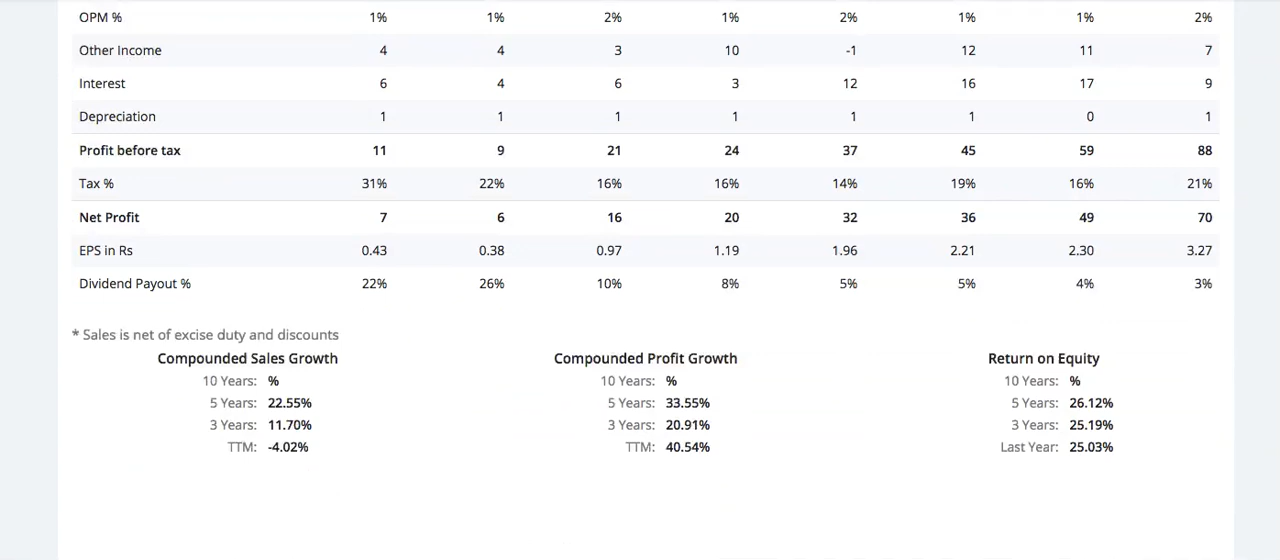 OPM % 1% 1% 2% 1% 2% 1% 1% 2%
Other Income 4 4 3 10 -1 12 11 7
Interest 6 4 6 3 12 16 17 9
Depreciation 1 1 1 1 1 1 0 1
Profit before tax 11 9 21 24 37 45 59 88
Tax % 31% 22% 16% 16% 14% 19% 16% 21%
Net Profit 7 6 16 20 32 36 49 70
EPS in Rs 0.43 0.38 0.97 1.19 1.96 2.21 2.30 3.27
Dividend Payout % 22% 26% 10% 8% 5% 5% 4% 3%
* Sales is net of excise duty and discounts
Compounded Sales Growth
10 Years: %
5 Years: 22.55%
3 Years: 11.70%
TTM: -4.02%
Compounded Profit Growth
10 Years: %
5 Years: 33.55%
3 Years: 20.91%
TTM: 40.54%
Return on Equity
10 Years: %
5 Years: 26.12%
3 Years: 25.19%
Last Year: 25.03%